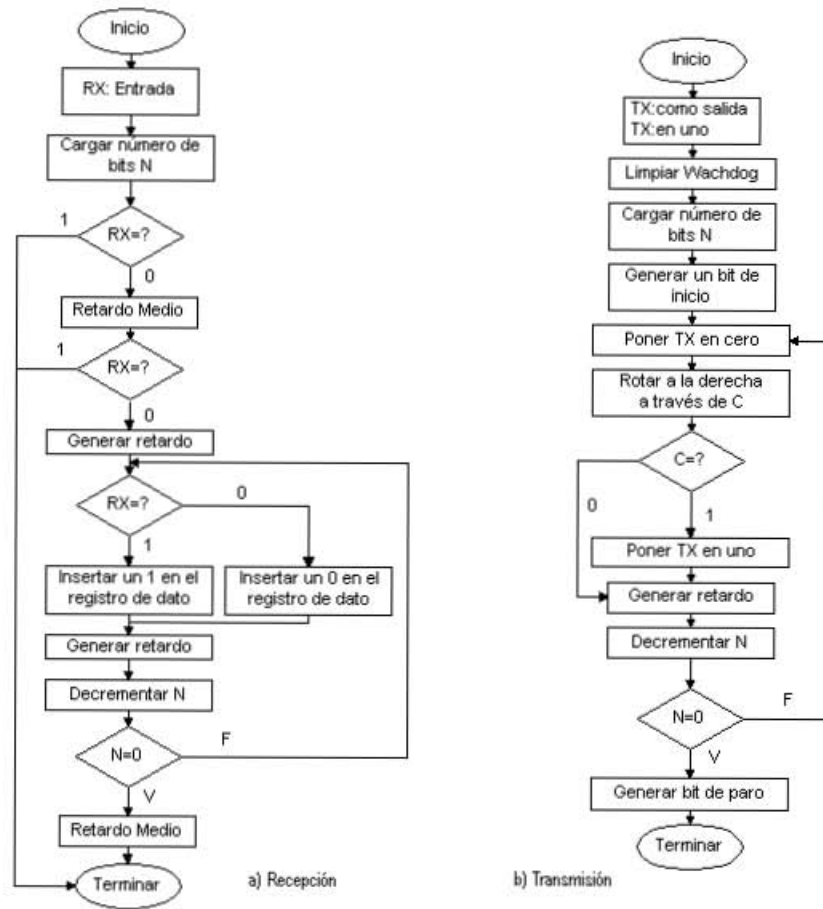 Inicio
RX: Entrada
Cargar número de
bits N
1
RX=?
0
Retardo Medio
1
RX=?
0
Generar retardo
RX=?
0
1
Insertar un 1 en el
registro de dato
Insertar un 0 en el
registro de dato
Generar retardo
Decrementar N
N=0
F
V
Retardo Medio
Terminar
a) Recepción
Inicio
TX:como salida
TX:en uno
Limpiar Wachdog
Cargar número de
bits N
Generar un bit de
inicio
Poner TX en cero
Rotar a la derecha
a través de C
C=?
0
1
Poner TX en uno
Generar retardo
Decrementar N
N=0
F
V
Generar bit de paro
Terminar
b) Transmisión